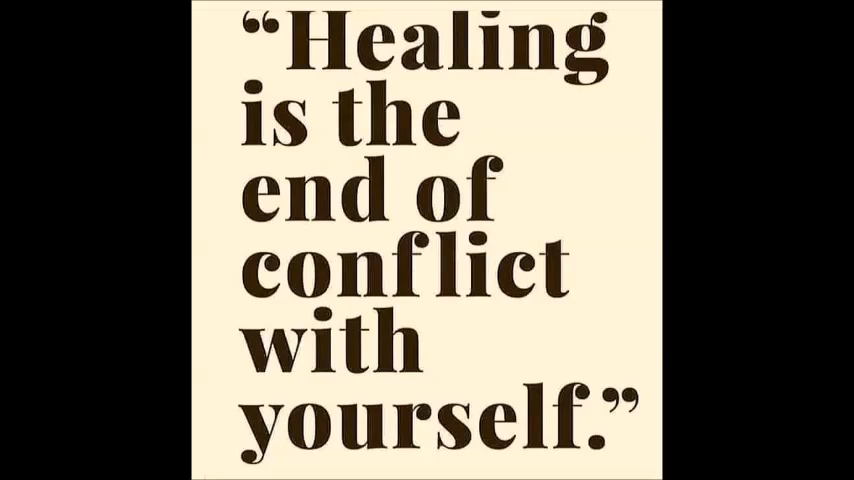 “Healing
is the
end of
conflict
with
yourself.”